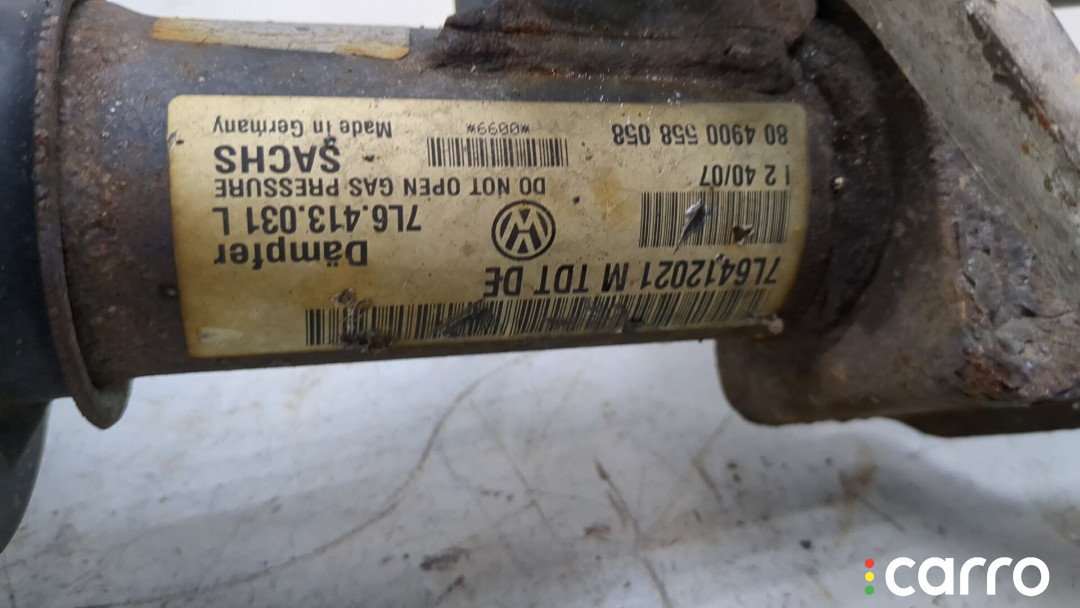 7L6412021 M TDT DE
Dämpfer
7L6.413.031 L
DO NOT OPEN GAS PRESSURE
SACHS
Made in Germany
*0099*
I 2 40/07
80 4900 558 058
carro